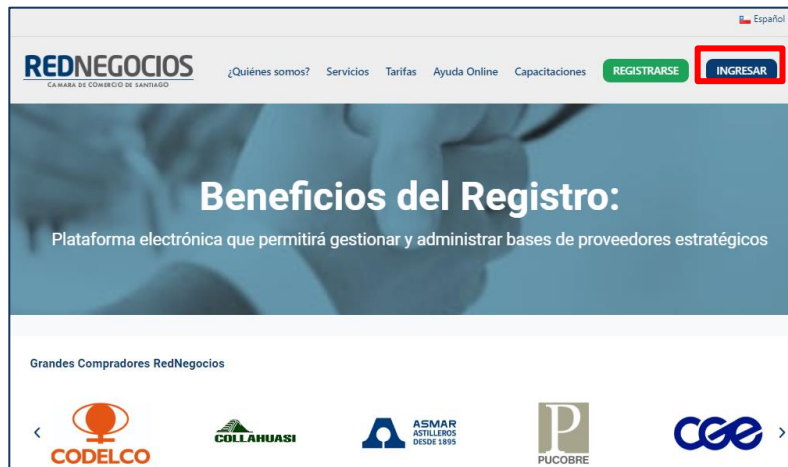 Español
REDNEGOCIOS
CAMARA DE COMERCIO DE SANTIAGO
¿Quiénes somos? Servicios Tarifas Ayuda Online Capacitaciones REGISTRARSE INGRESAR
Beneficios del Registro:
Plataforma electrónica que permitirá gestionar y administrar bases de proveedores estratégicos
Grandes Compradores RedNegocios
CODELCO
COLLAHUASI
ASMAR
ASTILLEROS
DESDE 1895
P
PUCOBRE
CGE